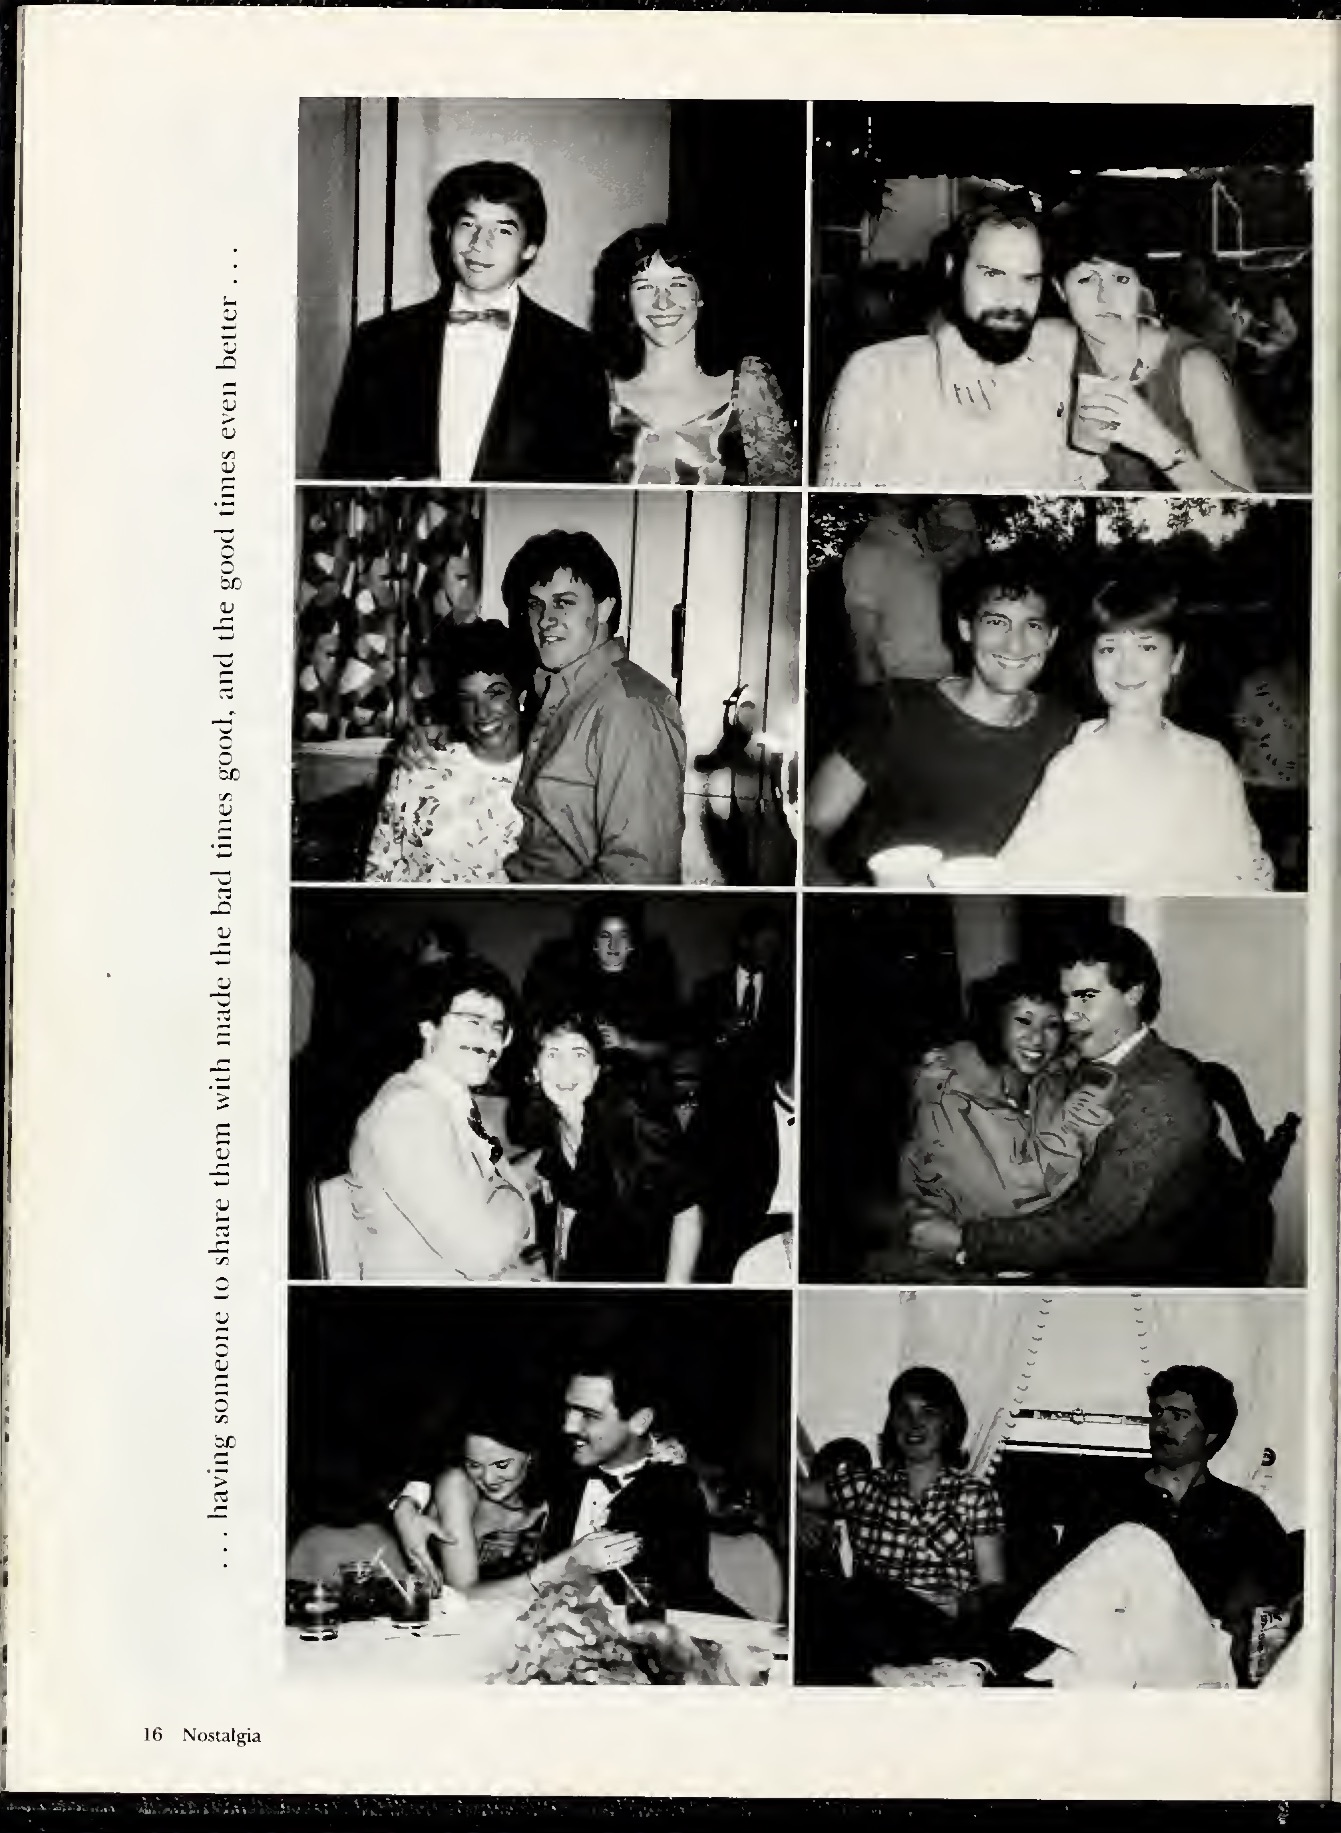 . . . having someone to share them with made the bad times good, and the good times even better . . .
16 Nostalgia